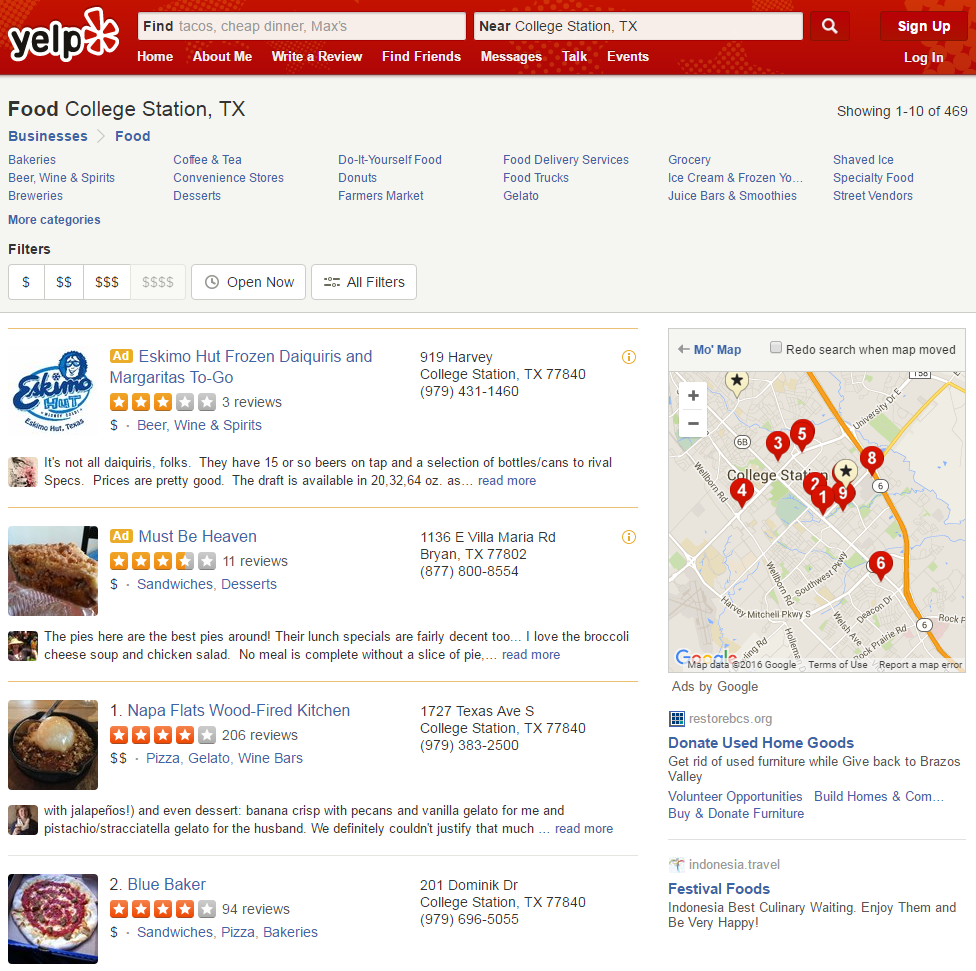 yelp
Find tacos, cheap dinner, Max's
Near College Station, TX
Sign Up
Home About Me Write a Review Find Friends Messages Talk Events
Log In
Food College Station, TX
Showing 1-10 of 469
Businesses Food
Bakeries Coffee & Tea Do-It-Yourself Food Food Delivery Services Grocery Shaved Ice
Beer, Wine & Spirits Convenience Stores Donuts Food Trucks Ice Cream & Frozen Yo... Specialty Food
Breweries Desserts Farmers Market Gelato Juice Bars & Smoothies Street Vendors
More categories
Filters
$ $$ $$$ $$$$ Open Now All Filters
Eskimo
HUT
Eskimo Hut, Texas
Ad Eskimo Hut Frozen Daiquiris and
Margaritas To-Go
3 reviews
$ · Beer, Wine & Spirits
919 Harvey
College Station, TX 77840
(979) 431-1460
It's not all daiquiris, folks. They have 15 or so beers on tap and a selection of bottles/cans to rival
Specs. Prices are pretty good. The draft is available in 20,32,64 oz. as... read more
Ad Must Be Heaven
11 reviews
$ · Sandwiches, Desserts
1136 E Villa Maria Rd
Bryan, TX 77802
(877) 800-8554
The pies here are the best pies around! Their lunch specials are fairly decent too... I love the broccoli
cheese soup and chicken salad. No meal is complete without a slice of pie,... read more
1. Napa Flats Wood-Fired Kitchen
206 reviews
$$ · Pizza, Gelato, Wine Bars
1727 Texas Ave S
College Station, TX 77840
(979) 383-2500
with jalapeños!) and even dessert: banana crisp with pecans and vanilla gelato for me and
pistachio/stracciatella gelato for the husband. We definitely couldn't justify that much ... read more
2. Blue Baker
94 reviews
$ · Sandwiches, Pizza, Bakeries
201 Dominik Dr
College Station, TX 77840
(979) 696-5055
Mo' Map
Redo search when map moved
+
−
158
University Dr E
6B
5
3
8
College Station
Wellborn Rd
4
2
1
9
6
Wellborn Rd
Southwest Pkwy
6
Deacon Dr
Harvey Mitchell Pkwy S
Welsh Ave
6
Rock P
Rock Prairie Rd
Holleme
ling Rd
Google
Map data ©2016 Google Terms of Use Report a map error
Ads by Google
restorebcs.org
Donate Used Home Goods
Get rid of used furniture while Give back to Brazos
Valley
Volunteer Opportunities Build Homes & Com...
Buy & Donate Furniture
indonesia.travel
Festival Foods
Indonesia Best Culinary Waiting. Enjoy Them and
Be Very Happy!